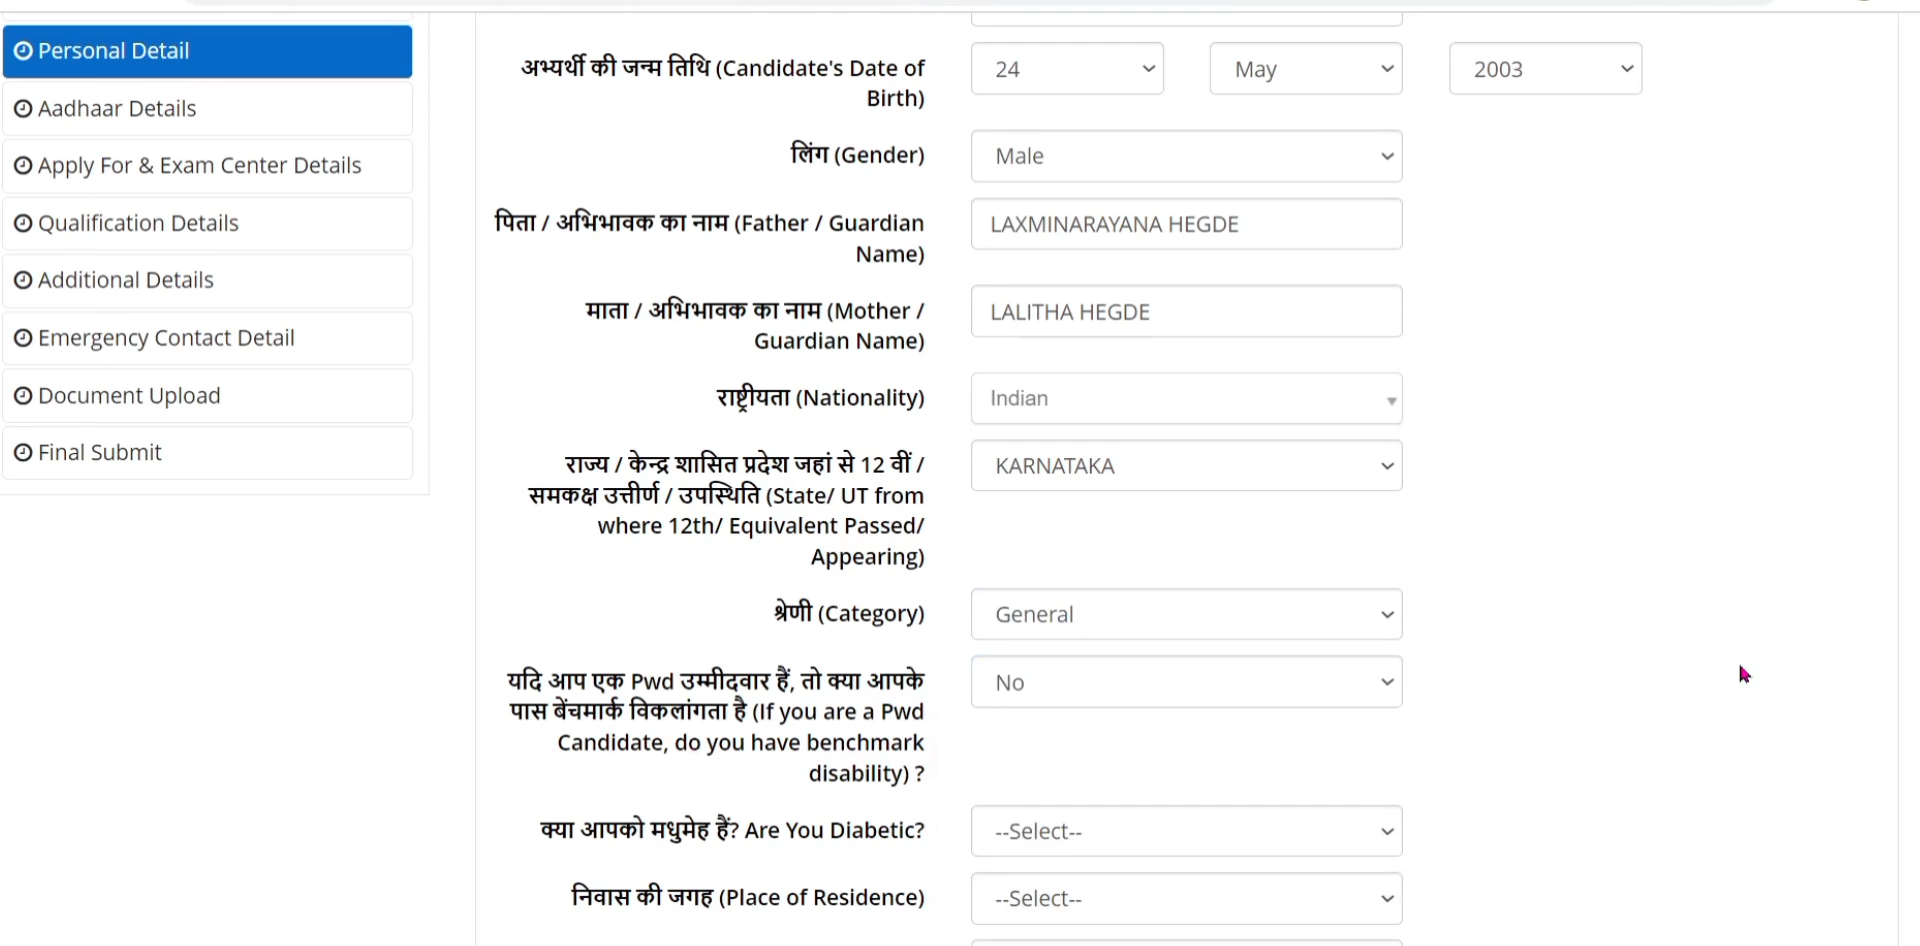 Personal Detail
Aadhaar Details
Apply For & Exam Center Details
Qualification Details
Additional Details
Emergency Contact Detail
Document Upload
Final Submit
अभ्यर्थी की जन्म तिथि (Candidate's Date of
Birth)
24
May
2003
लिंग (Gender)
Male
पिता / अभिभावक का नाम (Father / Guardian
Name)
LAXMINARAYANA HEGDE
माता / अभिभावक का नाम (Mother /
Guardian Name)
LALITHA HEGDE
राष्ट्रीयता (Nationality)
Indian
राज्य / केन्द्र शासित प्रदेश जहां से 12 वीं /
समकक्ष उत्तीर्ण / उपस्थिति (State/ UT from
where 12th/ Equivalent Passed/
Appearing)
KARNATAKA
श्रेणी (Category)
General
यदि आप एक Pwd उम्मीदवार हैं, तो क्या आपके
पास बेंचमार्क विकलांगता है (If you are a Pwd
Candidate, do you have benchmark
disability) ?
No
क्या आपको मधुमेह हैं? Are You Diabetic?
--Select--
निवास की जगह (Place of Residence)
--Select--